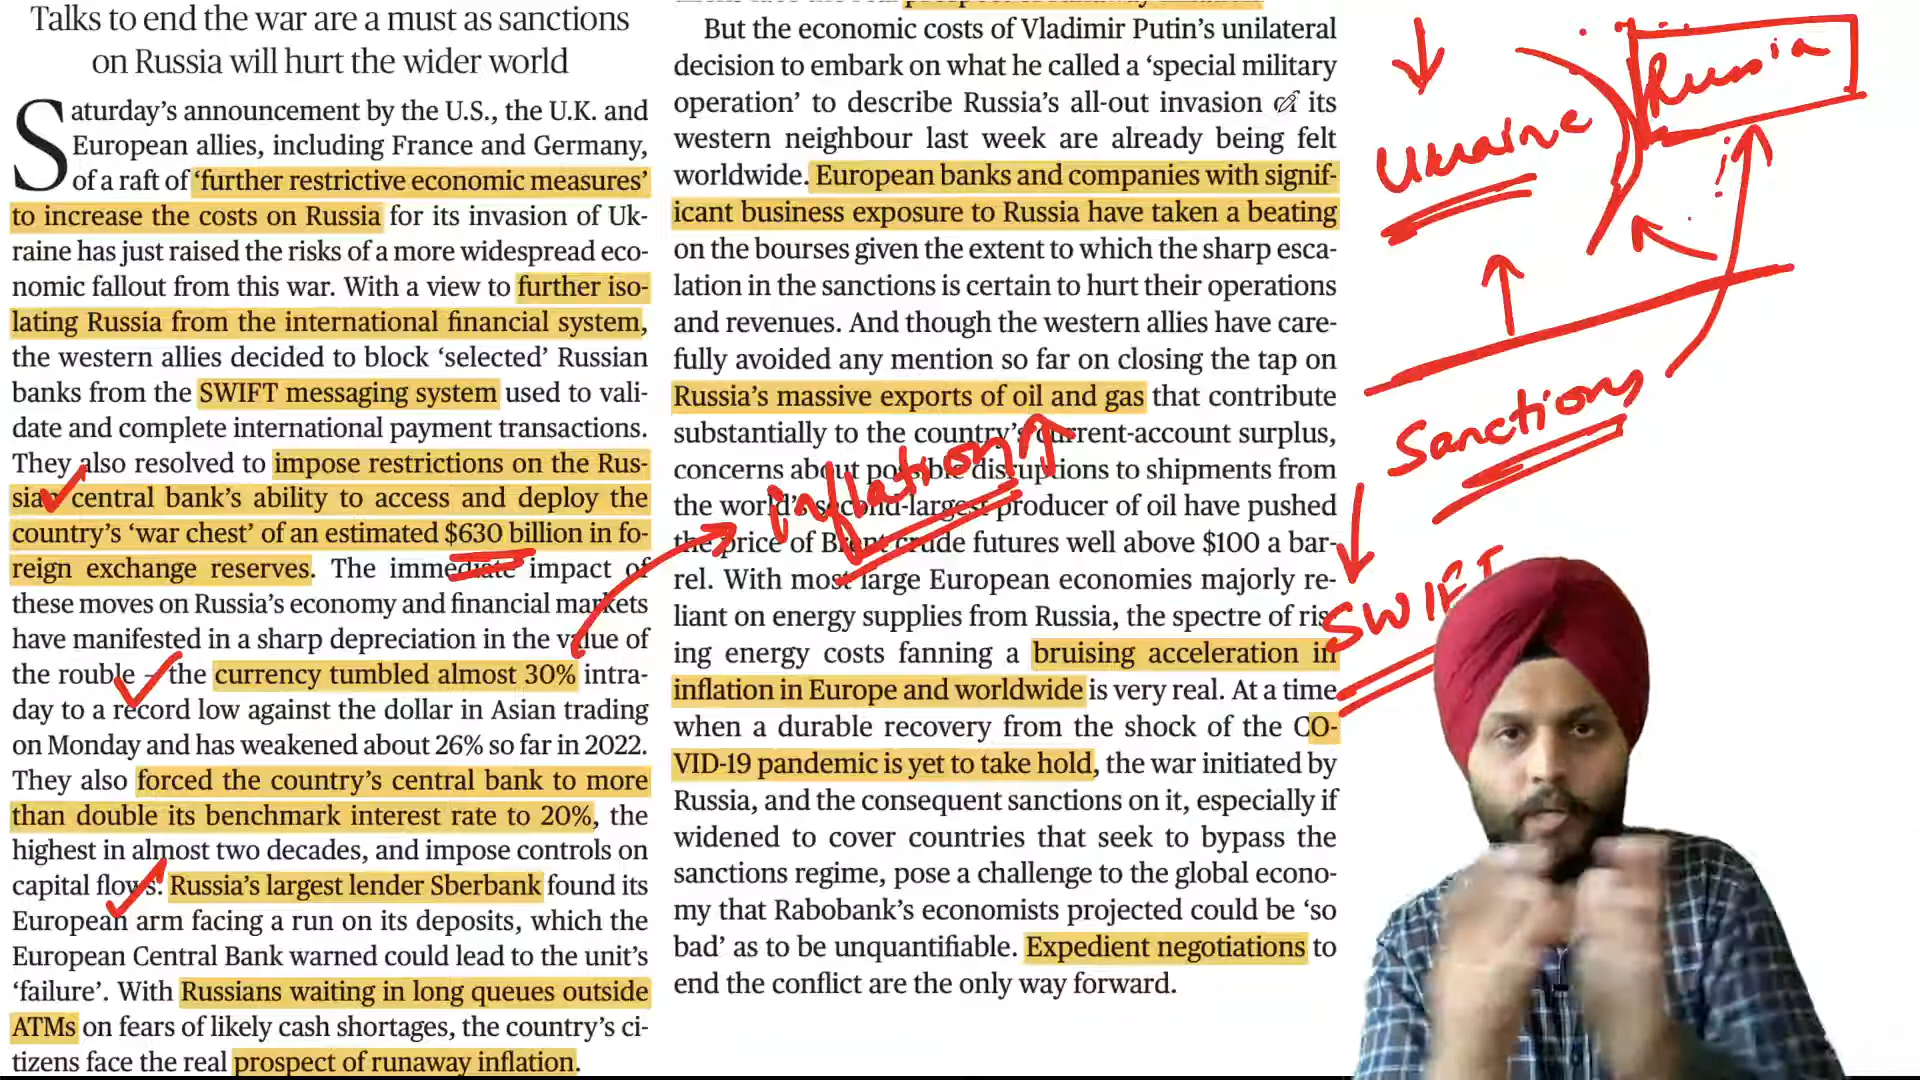 Talks to end the war are a must as sanctions
on Russia will hurt the wider world
Saturday's announcement by the U.S., the U.K. and
European allies, including France and Germany,
of a raft of 'further restrictive economic measures'
to increase the costs on Russia for its invasion of Uk-
raine has just raised the risks of a more widespread eco-
nomic fallout from this war. With a view to further iso-
lating Russia from the international financial system,
the western allies decided to block 'selected' Russian
banks from the SWIFT messaging system used to vali-
date and complete international payment transactions.
They also resolved to impose restrictions on the Rus-
sian central bank's ability to access and deploy the
country's 'war chest' of an estimated $630 billion in fo-
reign exchange reserves. The immediate impact of
these moves on Russia's economy and financial markets
have manifested in a sharp depreciation in the value of
the rouble – the currency tumbled almost 30% intra-
day to a record low against the dollar in Asian trading
on Monday and has weakened about 26% so far in 2022.
They also forced the country's central bank to more
than double its benchmark interest rate to 20%, the
highest in almost two decades, and impose controls on
capital flows. Russia's largest lender Sberbank found its
European arm facing a run on its deposits, which the
European Central Bank warned could lead to the unit's
'failure'. With Russians waiting in long queues outside
ATMs on fears of likely cash shortages, the country's ci-
tizens face the real prospect of runaway inflation.
But the economic costs of Vladimir Putin's unilateral
decision to embark on what he called a 'special military
operation' to describe Russia's all-out invasion of its
western neighbour last week are already being felt
worldwide. European banks and companies with signif-
icant business exposure to Russia have taken a beating
on the bourses given the extent to which the sharp esca-
lation in the sanctions is certain to hurt their operations
and revenues. And though the western allies have care-
fully avoided any mention so far on closing the tap on
Russia's massive exports of oil and gas that contribute
substantially to the country's current-account surplus,
concerns about possible disruptions to shipments from
the world's second-largest producer of oil have pushed
the price of Brent crude futures well above $100 a bar-
rel. With most large European economies majorly re-
liant on energy supplies from Russia, the spectre of ris-
ing energy costs fanning a bruising acceleration in
inflation in Europe and worldwide is very real. At a time
when a durable recovery from the shock of the CO-
VID-19 pandemic is yet to take hold, the war initiated by
Russia, and the consequent sanctions on it, especially if
widened to cover countries that seek to bypass the
sanctions regime, pose a challenge to the global econo-
my that Rabobank's economists projected could be 'so
bad' as to be unquantifiable. Expedient negotiations to
end the conflict are the only way forward.
inflation
Russia
Ukraine
Sanctions
SWIFT